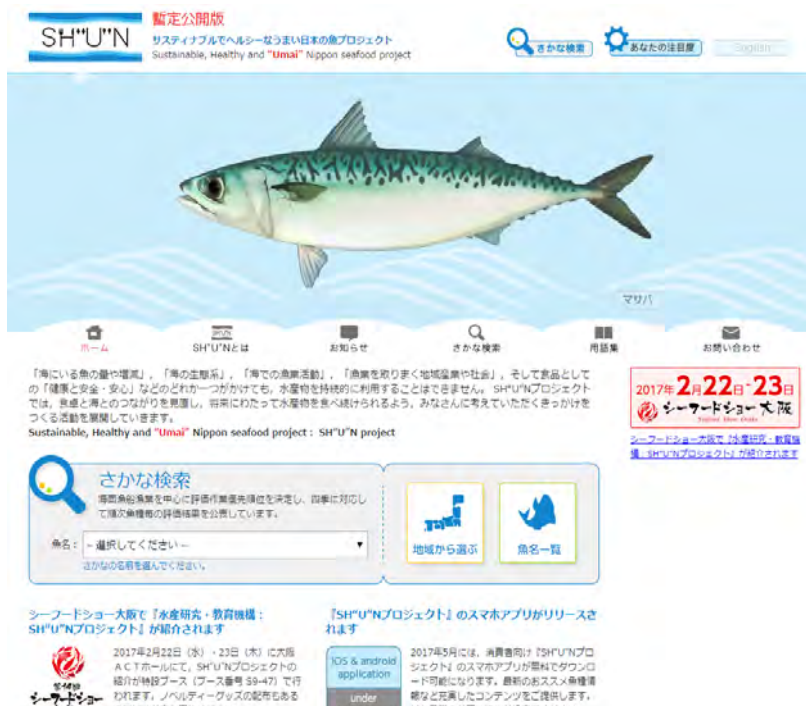 SH"U"N
暫定公開版
サスティナブルでヘルシーなうまい日本の魚プロジェクト
Sustainable, Healthy and "Umai" Nippon seafood project
さかな検索
あなたの注目度
English
マサバ
ホーム
SH"U"Nとは
お知らせ
さかな検索
用語集
お問い合わせ
「海にいる魚の量や増減」,「海の生態系」,「海での漁業活動」,「漁業を取りまく地域産業や社会」, そして食品として
の「健康と安全・安心」などのどれか一つがかけても, 水産物を持続的に利用することはできません。 SH"U"Nプロジェクト
では, 食卓と海とのつながりを見直し, 将来にわたって水産物を食べ続けられるよう, みなさんに考えていただくきっかけを
つくる活動を展開していきます。
Sustainable, Healthy and "Umai" Nippon seafood project : SH"U"N project
2017年2月22日-23日
シーフードショー大阪
シーフードショー大阪で『水産研究・教育機
構：SH"U"Nプロジェクト』が紹介されます
さかな検索
沖底魚船漁業を中心に評価作業優先順位を決定し, 四季に対応し
て順次魚種毎の評価結果を公表しています。
魚名：
-- 選択してください --
さかなの名前を選んでください。
地域から選ぶ
魚名一覧
シーフードショー大阪で『水産研究・教育機構：
SH"U"Nプロジェクト』が紹介されます
第14回
シーフードショー
2017年2月22日（水）・23日（木）に大阪
ＡＣＴホールにて, SH"U"Nプロジェクトの
紹介が特設ブース（ブース番号 S9-47）で行
われます。ノベルティーグッズの配布もある
『SH"U"Nプロジェクト』のスマホアプリがリリースさ
れます
iOS & android
application
under
2017年5月には, 消費者向け『SH"U"Nプロ
ジェクト』のスマホアプリが無料でダウンロ
ード可能になります。最新のおススメ魚種情
報など充実したコンテンツをご提供します。